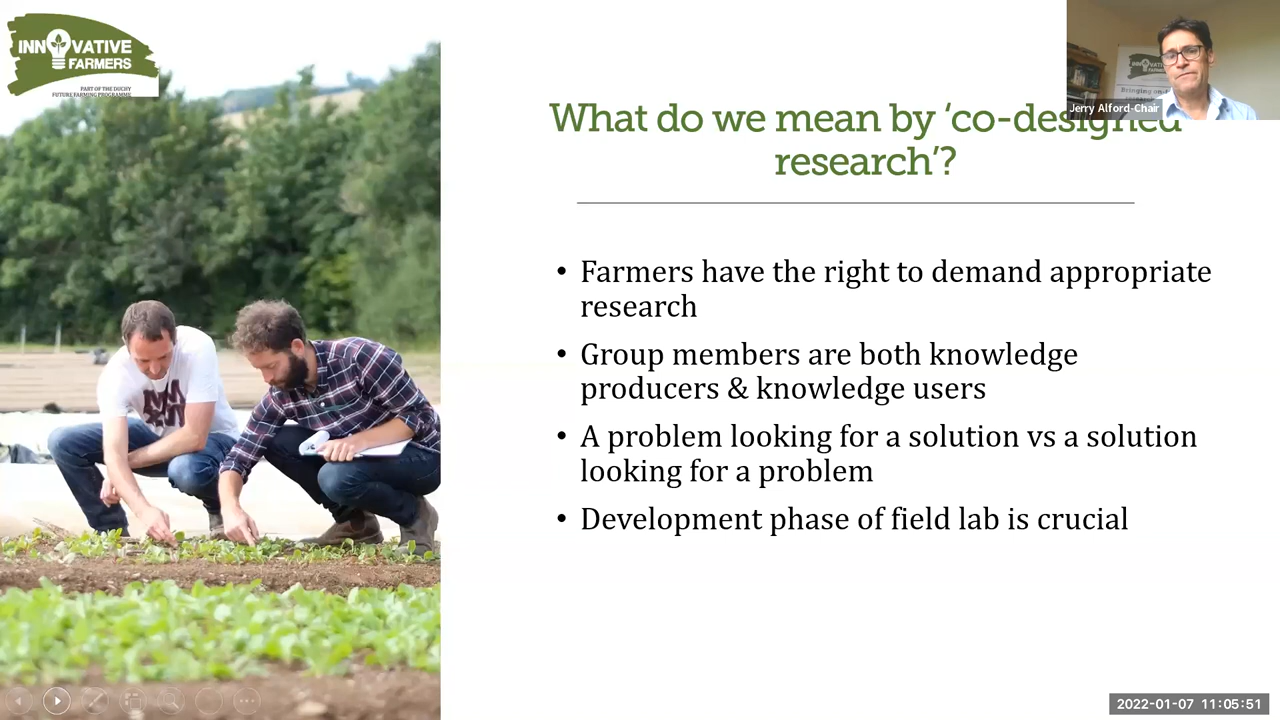 INNOVATIVE
FARMERS
PART OF THE DUCHY
FUTURE FARMING PROGRAMME
INNOVATIVE
FARMERS
Jerry Alford-Chair
What do we mean by ‘co-designed
research’?
• Farmers have the right to demand appropriate
research
• Group members are both knowledge
producers & knowledge users
• A problem looking for a solution vs a solution
looking for a problem
• Development phase of field lab is crucial
2022-01-07 11:05:51